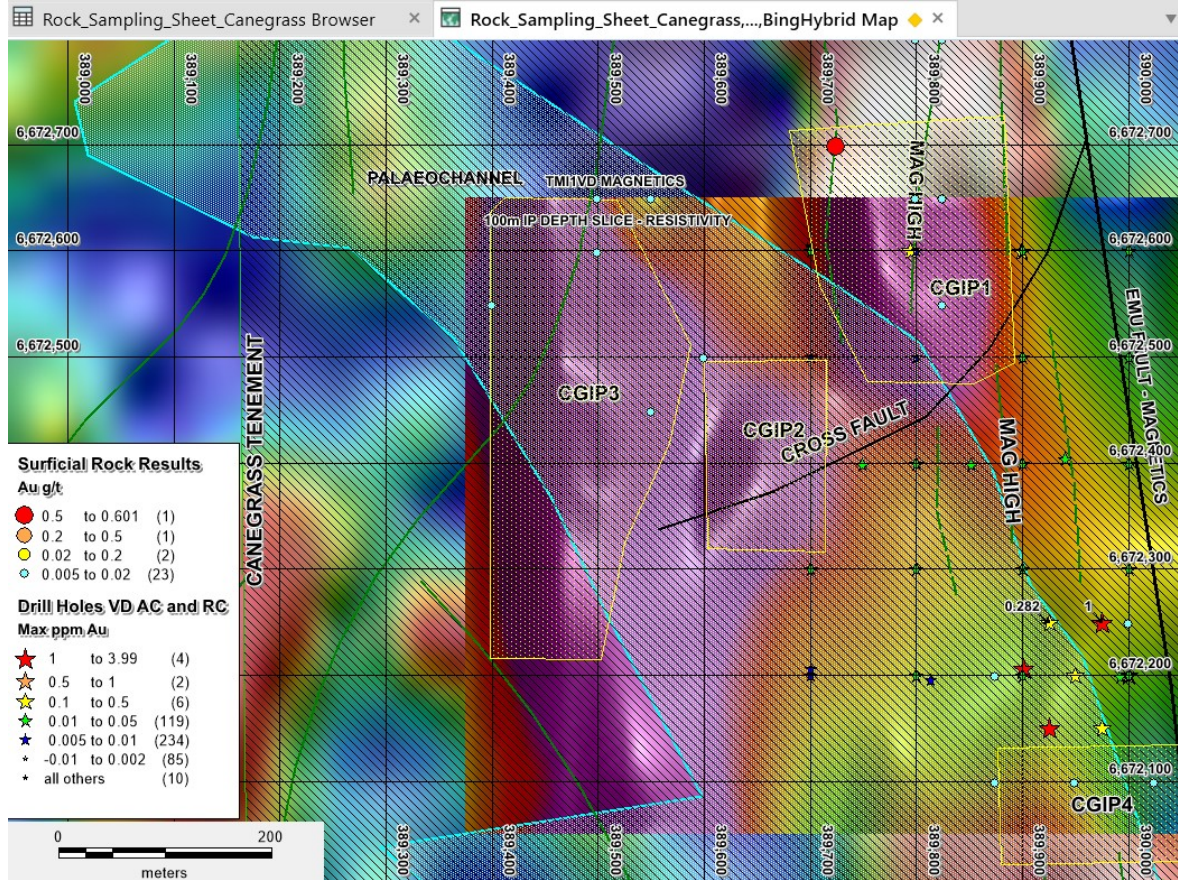 Rock_Sampling_Sheet_Canegrass Browser
Rock_Sampling_Sheet_Canegrass,...,BingHybrid Map
389,000
389,100
389,200
389,300
389,400
389,500
389,600
389,700
389,800
389,900
390,000
6,672,700
6,672,700
PALAEOCHANNEL
TMI1VD MAGNETICS
MAG HIGH
100m IP DEPTH SLICE - RESISTIVITY
6,672,600
6,672,600
CGIP1
EMU FAULT - MAGNETICS
6,672,500
6,672,500
CANEGRASS TENEMENT
CGIP3
CGIP2
CROSS FAULT
MAG HIGH
6,672,400
6,672,300
0.282
1
6,672,200
6,672,100
CGIP4
Surficial Rock Results
Au g/t
0.5 to 0.601 (1)
0.2 to 0.5 (1)
0.02 to 0.2 (2)
0.005 to 0.02 (23)
Drill Holes VD AC and RC
Max ppm Au
1 to 3.99 (4)
0.5 to 1 (2)
0.1 to 0.5 (6)
0.01 to 0.05 (119)
0.005 to 0.01 (234)
-0.01 to 0.002 (85)
all others (10)
0 200
meters
389,300
389,400
389,500
389,600
389,700
389,800
389,900
390,000